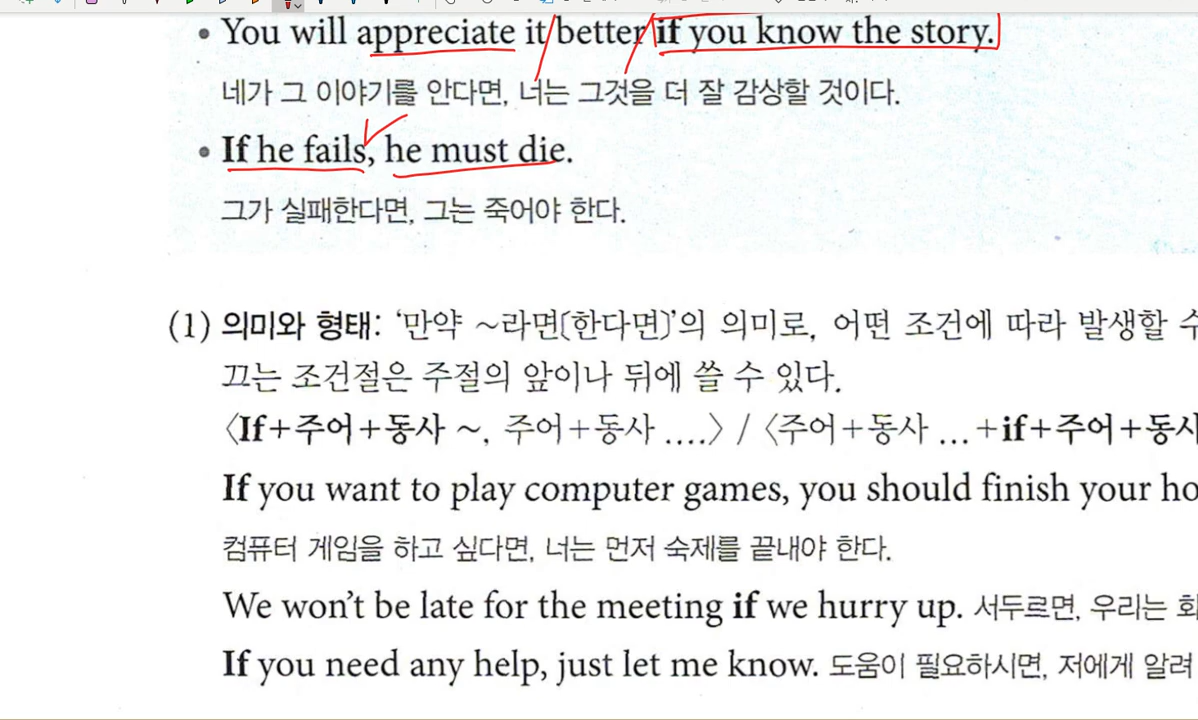 • You will appreciate it better if you know the story.
네가 그 이야기를 안다면, 너는 그것을 더 잘 감상할 것이다.
• If he fails, he must die.
그가 실패한다면, 그는 죽어야 한다.
(1) 의미와 형태: ‘만약 ~라면(한다면)’의 의미로, 어떤 조건에 따라 발생할 수
끄는 조건절은 주절의 앞이나 뒤에 쓸 수 있다.
〈If+주어+동사 ~, 주어+동사 ....〉 / 〈주어+동사 ...+if+주어+동사
If you want to play computer games, you should finish your ho
컴퓨터 게임을 하고 싶다면, 너는 먼저 숙제를 끝내야 한다.
We won’t be late for the meeting if we hurry up. 서두르면, 우리는 회
If you need any help, just let me know. 도움이 필요하시면, 저에게 알려